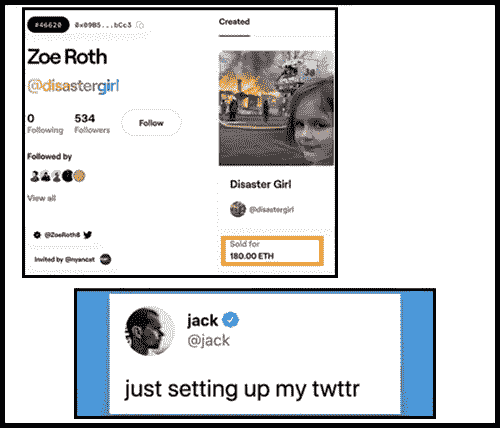 #46620 0x89B5...bCc3
Created
Zoe Roth
@disastergirl
0 534
Following Followers
Follow
Followed by
View all
@ZoeRoth8
Invited by @nyancat
Disaster Girl
@disastergirl
Sold for
180.00 ETH
jack
@jack
just setting up my twttr